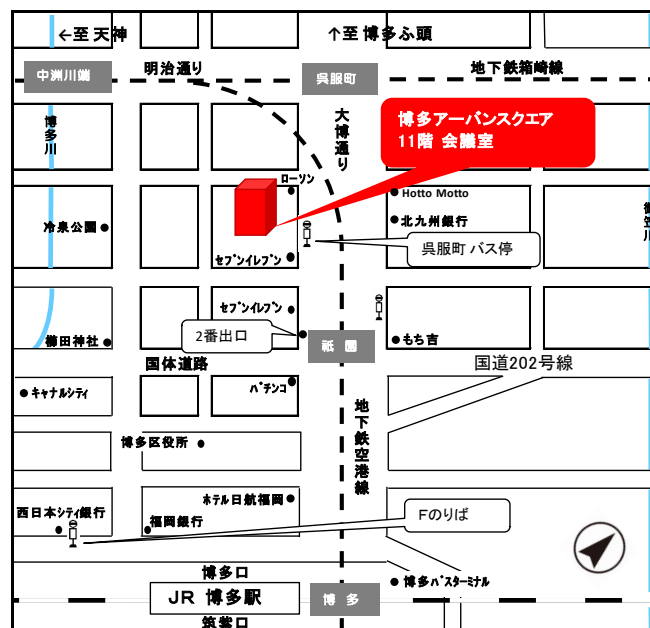 ←至 天神
↑至 博多ふ頭
中洲川端
明治通り
呉服町
地下鉄箱崎線
博多川
大博通り
博多アーバンスクエア
11階 会議室
ローソン
Hotto Motto
冷泉公園
北九州銀行
御笠川
呉服町 バス停
セブンイレブン
セブンイレブン
2番出口
櫛田神社
祇園
もち吉
国体道路
国道202号線
キャナルシティ
パチンコ
地下鉄空港線
博多区役所
ホテル日航福岡
西日本シティ銀行
福岡銀行
Fのりば
博多口
博多バスターミナル
JR 博多駅
博多
筑紫口